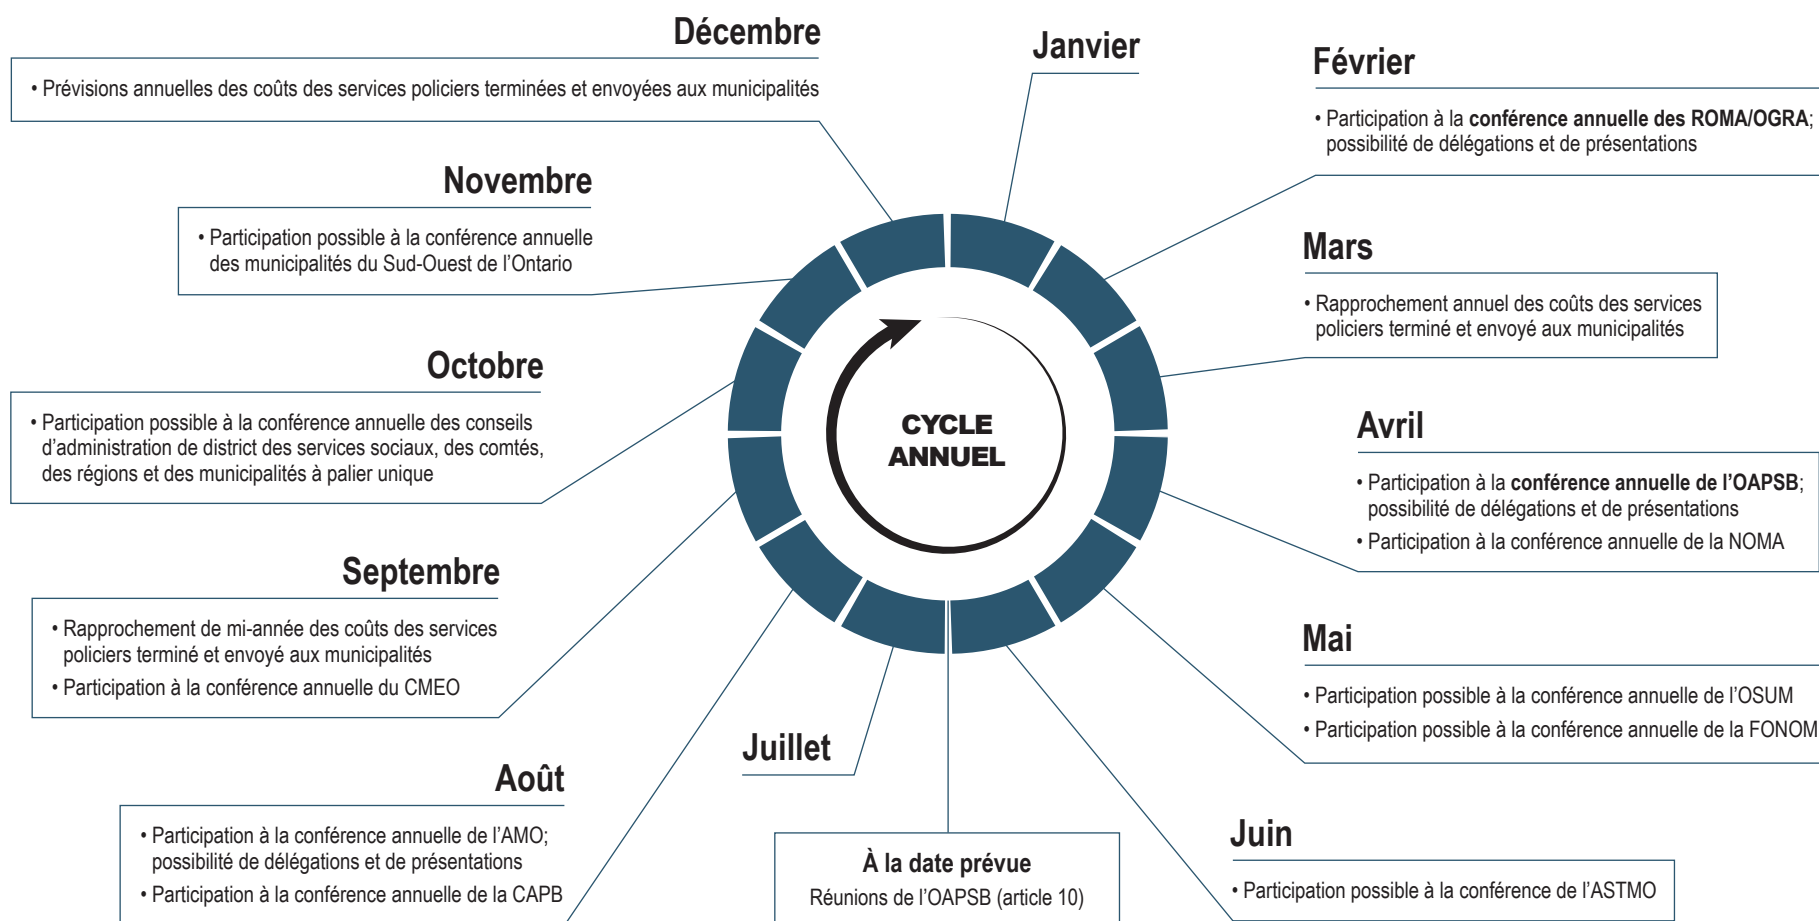 Janvier
Février
• Participation à la conférence annuelle des ROMA/OGRA;
possibilité de délégations et de présentations
Mars
• Rapprochement annuel des coûts des services
policiers terminé et envoyé aux municipalités
Avril
• Participation à la conférence annuelle de l’OAPSB;
possibilité de délégations et de présentations
• Participation à la conférence annuelle de la NOMA
Mai
• Participation possible à la conférence annuelle de l’OSUM
• Participation possible à la conférence annuelle de la FONOM
Juin
• Participation possible à la conférence de l’ASTMO
À la date prévue
Réunions de l’OAPSB (article 10)
Juillet
Août
• Participation à la conférence annuelle de l’AMO;
possibilité de délégations et de présentations
• Participation à la conférence annuelle de la CAPB
Septembre
• Rapprochement de mi-année des coûts des services
policiers terminé et envoyé aux municipalités
• Participation à la conférence annuelle du CMEO
Octobre
• Participation possible à la conférence annuelle des conseils
d’administration de district des services sociaux, des comtés,
des régions et des municipalités à palier unique
Novembre
• Participation possible à la conférence annuelle
des municipalités du Sud-Ouest de l’Ontario
Décembre
• Prévisions annuelles des coûts des services policiers terminées et envoyées aux municipalités
CYCLE
ANNUEL